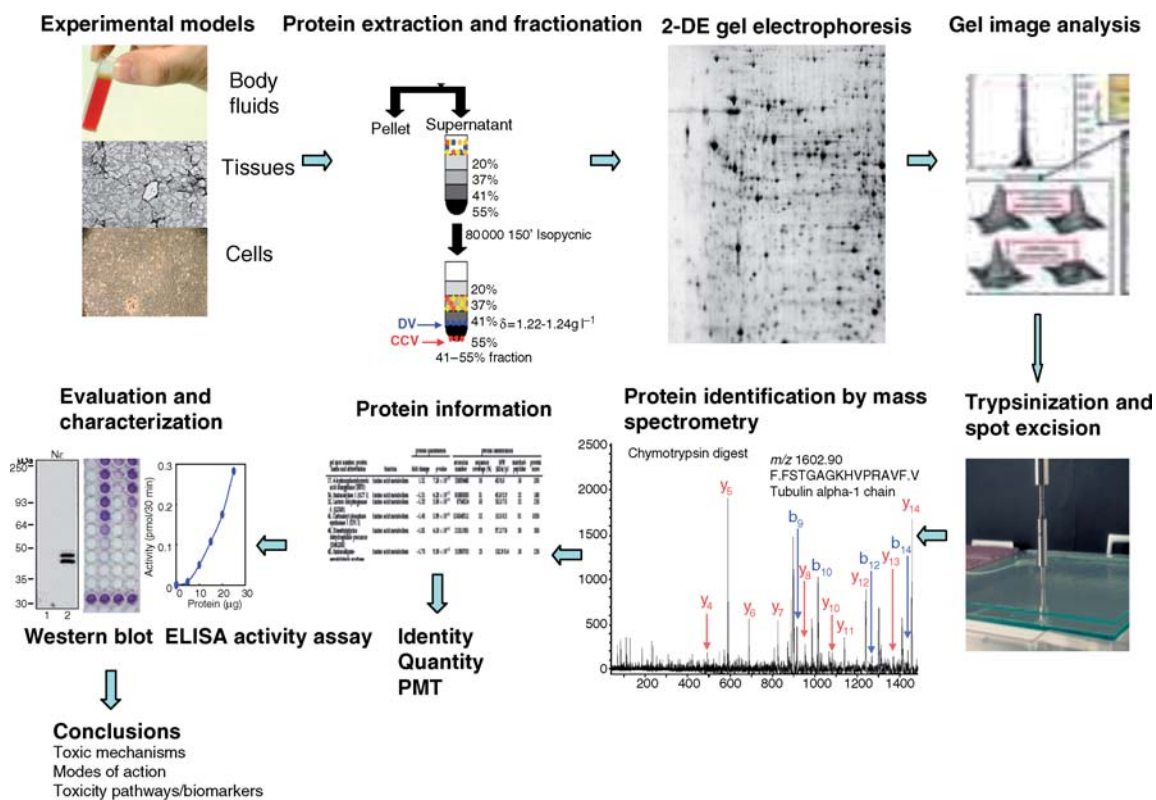 Experimental models
Body
fluids
Tissues
Cells
Protein extraction and fractionation
Pellet
Supernatant
20%
37%
41%
55%
80 000 150' Isopycnic
20%
37%
DV
41%
δ=1.22-1.24g l⁻¹
CCV
55%
41–55% fraction
2-DE gel electrophoresis
Gel image analysis
Trypsinization and
spot excision
Protein identification by mass
spectrometry
2500
2000
1500
1000
500
0
Chymotrypsin digest
m/z 1602.90
F.FSTGAGKHVPRAVF.V
Tubulin alpha-1 chain
y4
y5
y6
y7
b9
y8
b10
y10
y11
y12
b12
y13
b14
y14
200
400
600
800
1000
1200
1400
Protein information
Identity
Quantity
PMT
Evaluation and
characterization
kDa
250
130
93
64
50
35
30
1 2
Activity (pmol/30 min)
0.3
0.2
0.1
0
0 10 20 30
Protein (µg)
Western blot
ELISA activity assay
Conclusions
Toxic mechanisms
Modes of action
Toxicity pathways/biomarkers